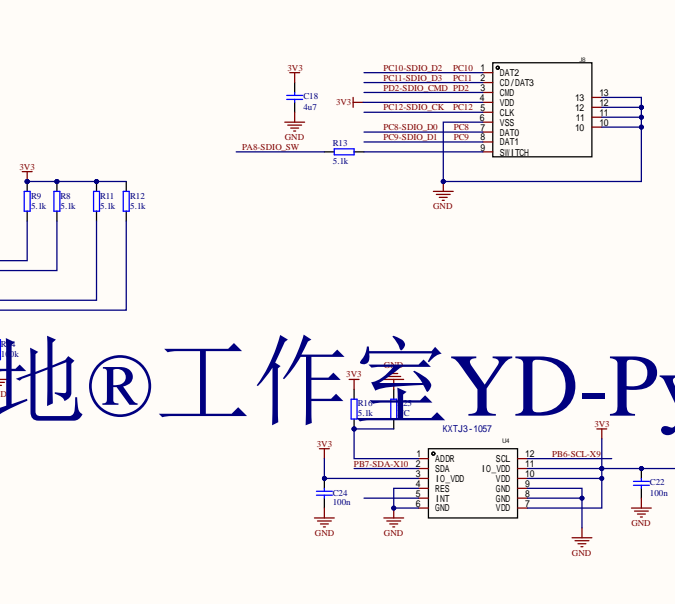 3V3
C18
4u7
GND
J8
PC10-SDIO_D2 PC10 1 DAT2
PC11-SDIO_D3 PC11 2 CD/DAT3
PD2-SDIO_CMD PD2 3 CMD
3V3 4 VDD
PC12-SDIO_CK PC12 5 CLK
6 VSS
PC8-SDIO_D0 PC8 7 DAT0
PC9-SDIO_D1 PC9 8 DAT1
PA8-SDIO_SW R13 5.1k 9 SWITCH
13 13
12 12
11 11
10 10
GND
3V3
R9 R8 R11 R12
5.1k 5.1k 5.1k 5.1k
地®工作室YD-Py
3V3
R16
5.1k
GND
KXTJ3-1057
U4
3V3
1 ADDR
PB7-SDA-X10 2 SDA
3 IO_VDD
4 RES
5 INT
6 GND
SCL 12 PB6-SCL-X9
IO_VDD 11
VDD 10
GND 9
GND 8
VDD 7
3V3
C24
100n
GND
GND
GND
C22
100n
GND